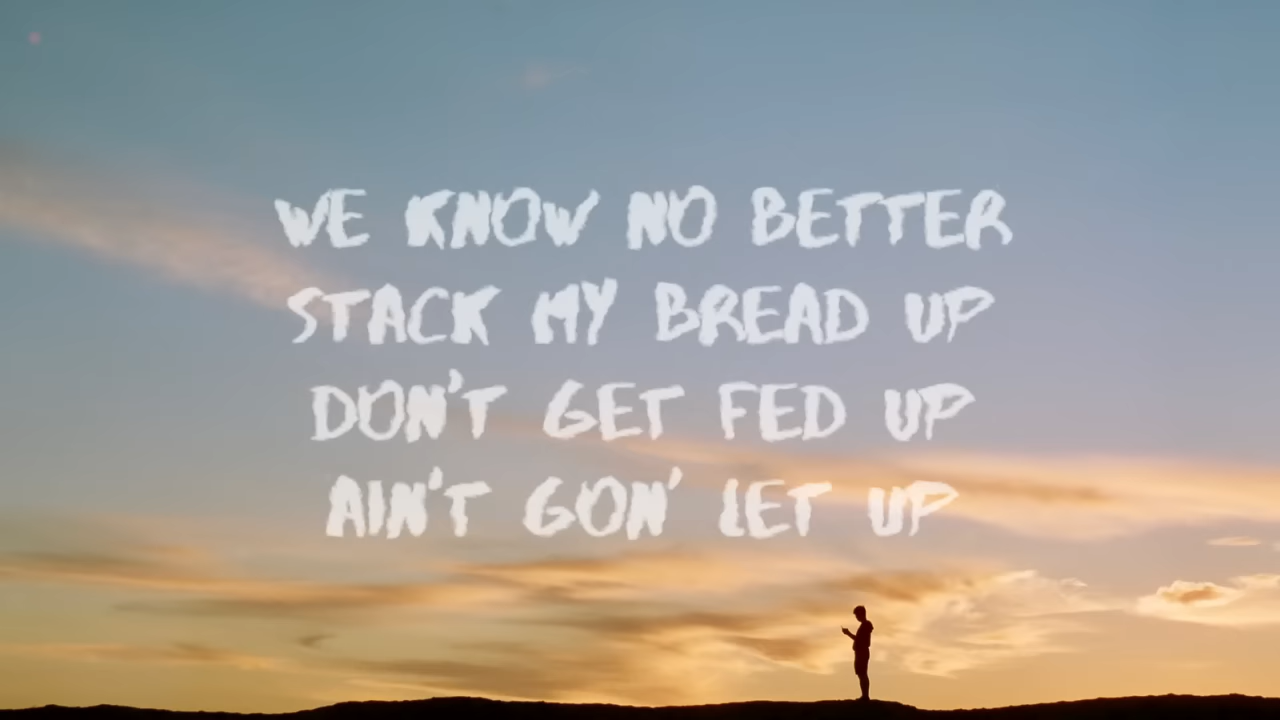 WE KNOW NO BETTER
STACK MY BREAD UP
DON'T GET FED UP
AIN'T GON' LET UP